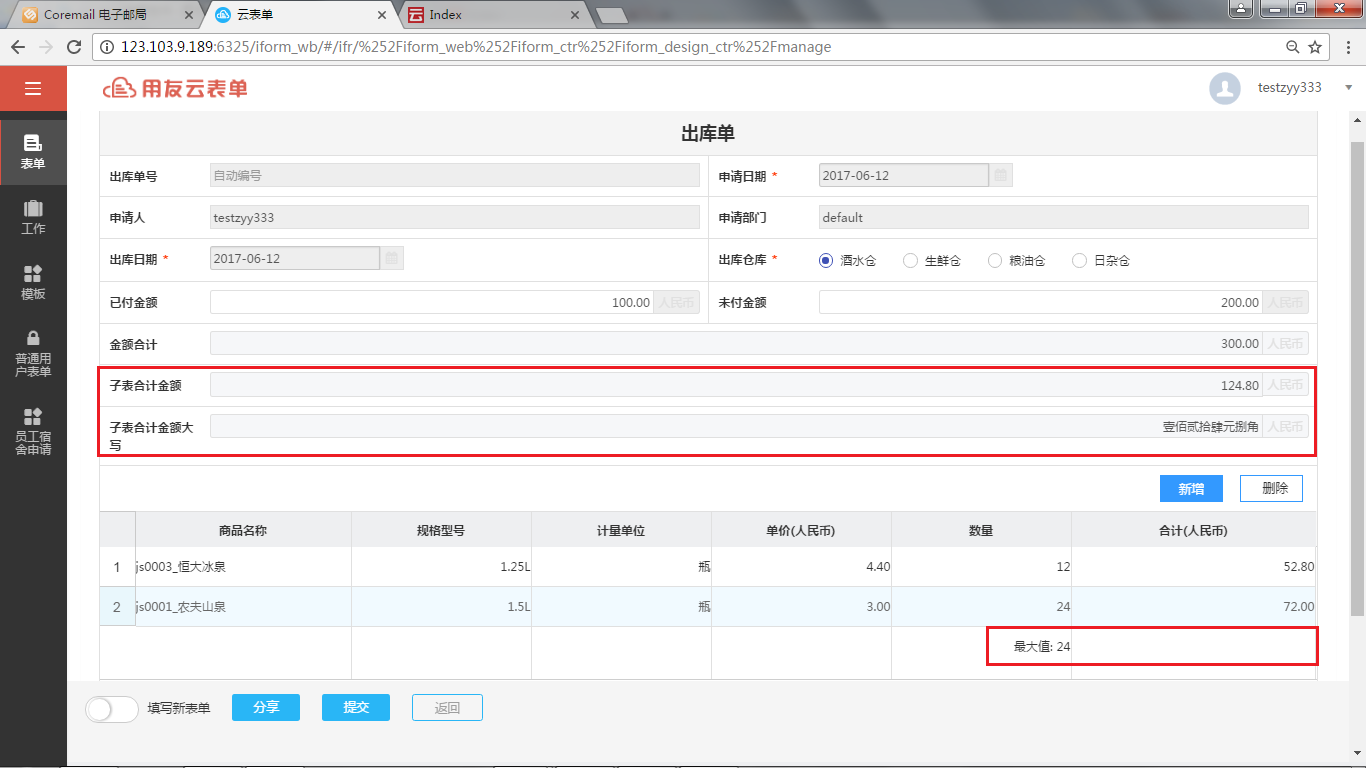 Coremail 电子邮局
云表单
Index
123.103.9.189:6325/iform_wb/#/ifr/%252Fiform_web%252Fiform_ctr%252Fiform_design_ctr%252Fmanage
用友云表单
testzyy333
表单
工作
模板
普通用
户表单
员工宿
舍申请
出库单
出库单号 自动编号 申请日期 * 2017-06-12
申请人 testzyy333 申请部门 default
出库日期 * 2017-06-12 出库仓库 * 酒水仓 生鲜仓 粮油仓 日杂仓
已付金额 100.00 人民币 未付金额 200.00 人民币
金额合计 300.00 人民币
子表合计金额 124.80 人民币
子表合计金额大
写 壹佰贰拾肆元捌角 人民币
新增 删除
商品名称 规格型号 计量单位 单价(人民币) 数量 合计(人民币)
1 js0003_恒大冰泉 1.25L 瓶 4.40 12 52.80
2 js0001_农夫山泉 1.5L 瓶 3.00 24 72.00
最大值: 24
填写新表单 分享 提交 返回